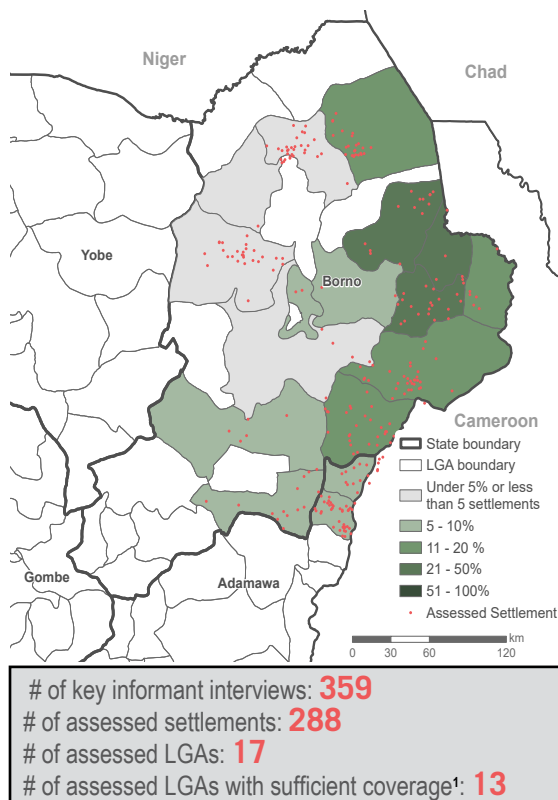 Niger
Chad
Yobe
Borno
Cameroon
State boundary
LGA boundary
Under 5% or less
than 5 settlements
5 - 10%
11 - 20 %
21 - 50%
51 - 100%
Assessed Settlement
Gombe
Adamawa
km
0 30 60 120
# of key informant interviews: 359
# of assessed settlements: 288
# of assessed LGAs: 17
# of assessed LGAs with sufficient coverage¹: 13